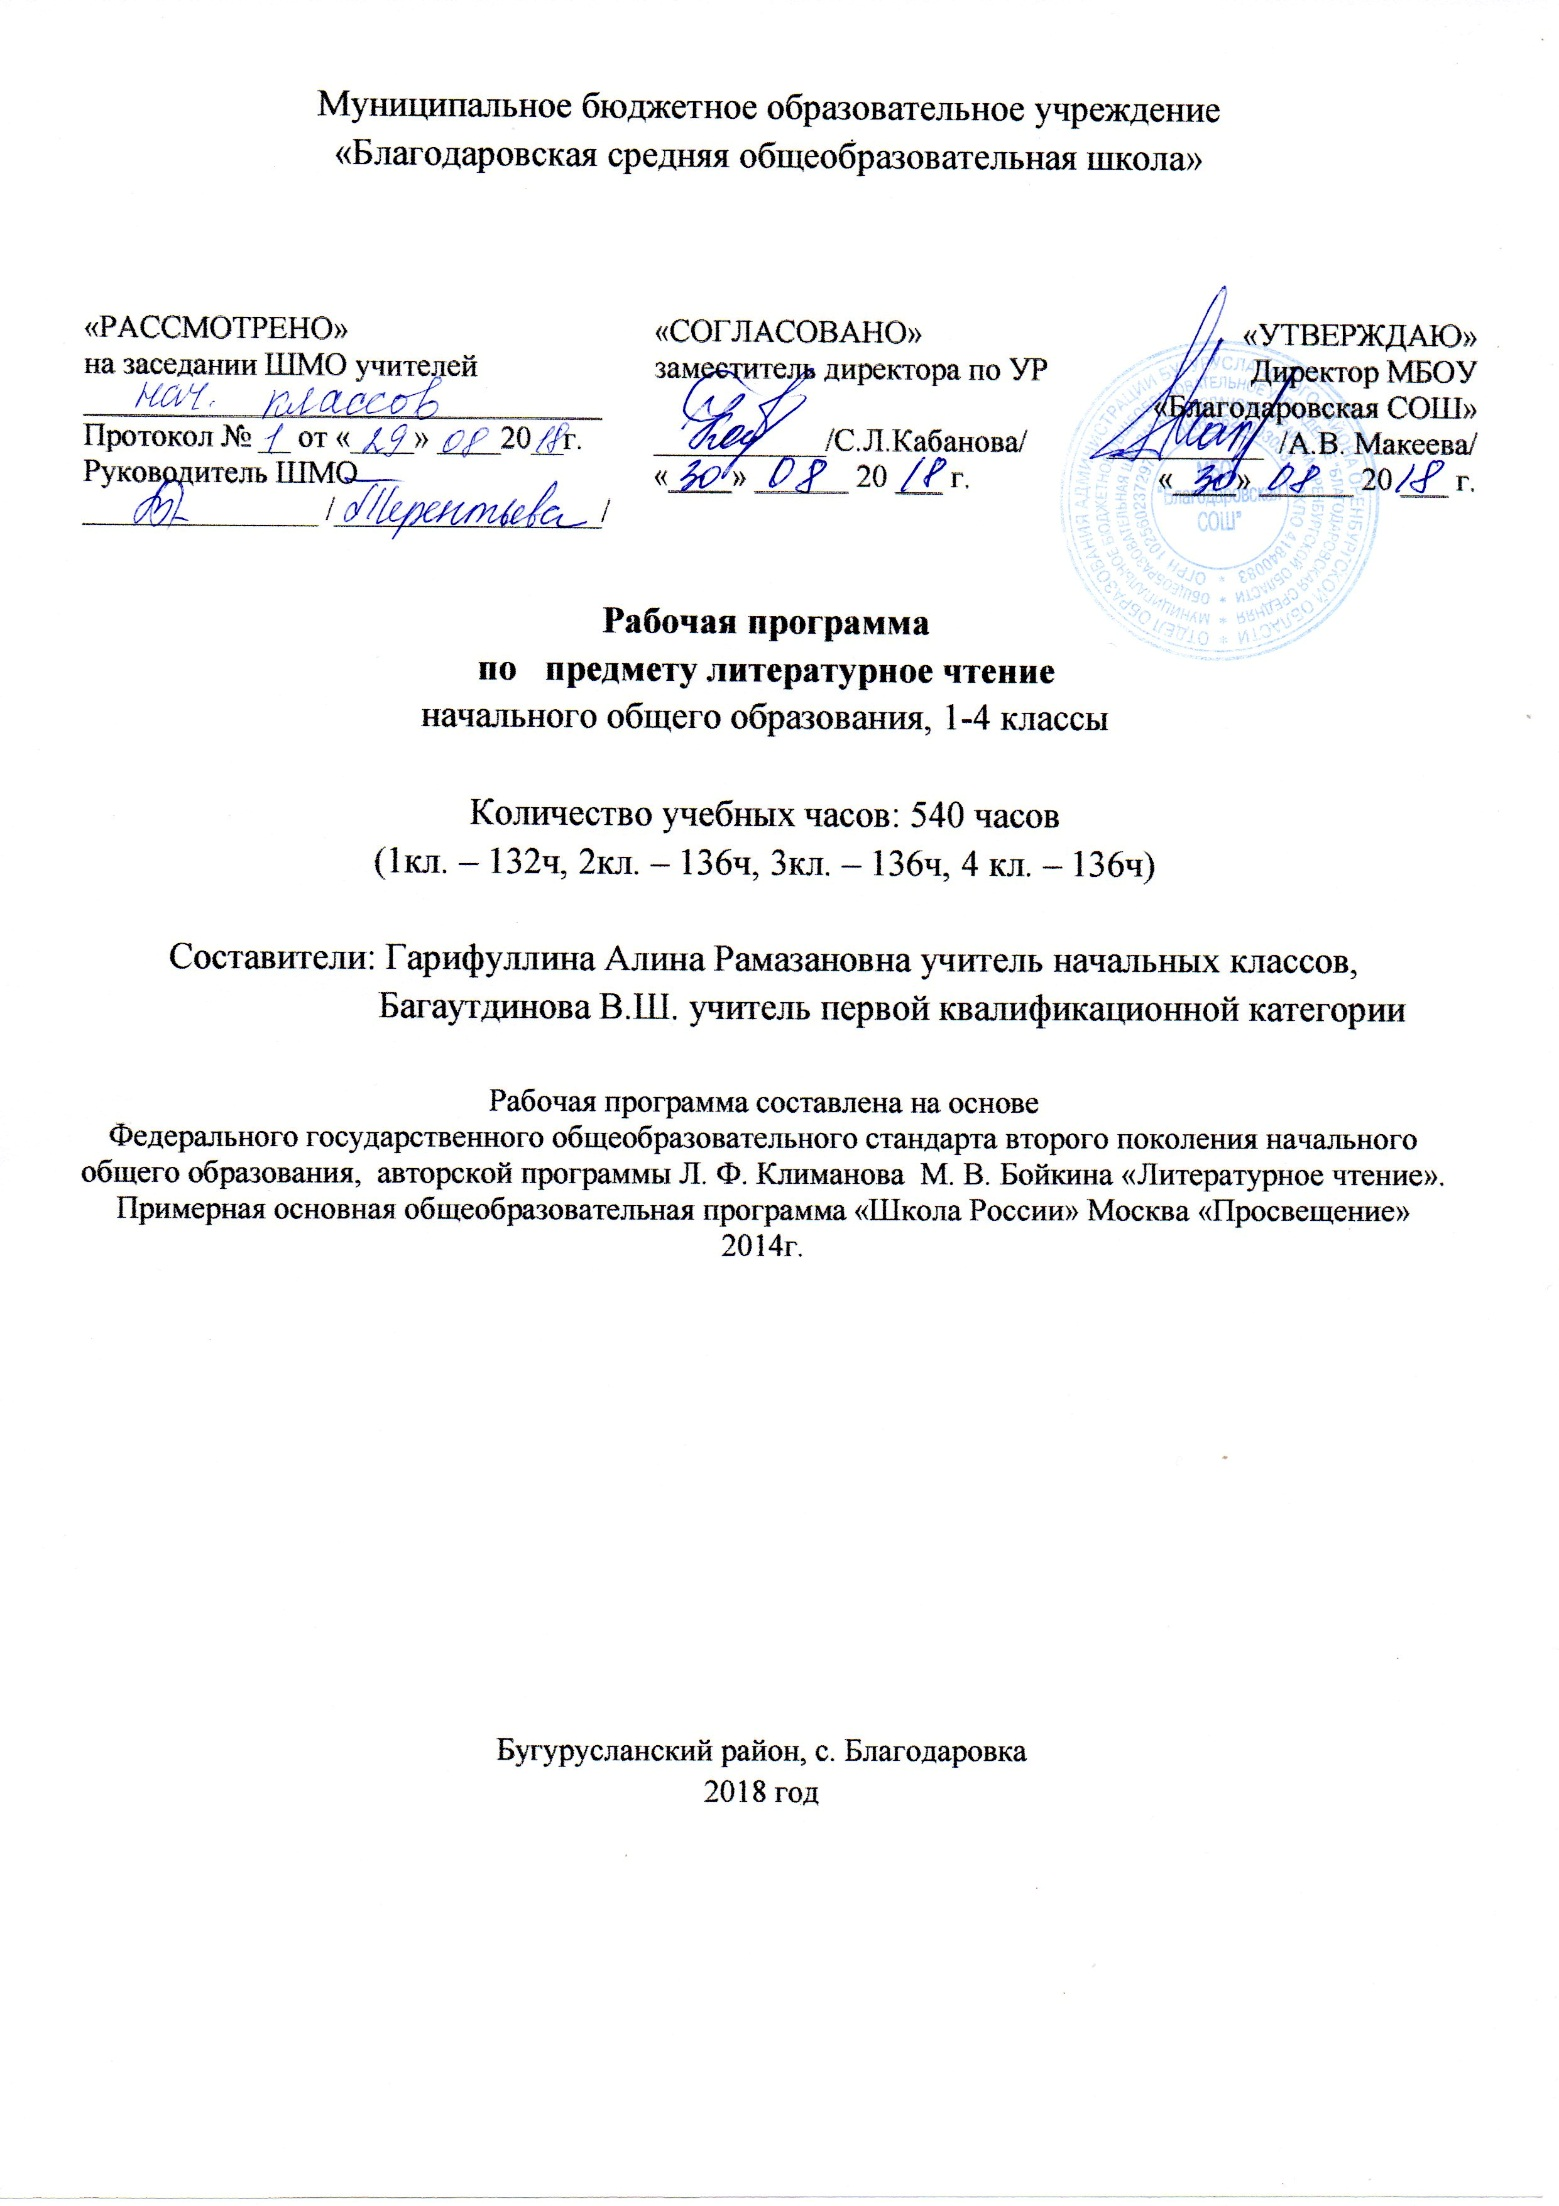 Муниципальное бюджетное образовательное учреждение
«Благодаровская средняя общеобразовательная школа»
«РАССМОТРЕНО»
на заседании ШМО учителей
нач. классов
Протокол № 1 от «29» 08 2018г.
Руководитель ШМО
/Терентьева/
«СОГЛАСОВАНО»
заместитель директора по УР
/С.Л.Кабанова/
«30» 08 2018 г.
«УТВЕРЖДАЮ»
Директор МБОУ
«Благодаровская СОШ»
/А.В. Макеева/
«30» 08 2018 г.
МБОУ
"Благодаровская
СОШ"
Рабочая программа
по предмету литературное чтение
начального общего образования, 1-4 классы
Количество учебных часов: 540 часов
(1кл. – 132ч, 2кл. – 136ч, 3кл. – 136ч, 4 кл. – 136ч)
Составители: Гарифуллина Алина Рамазановна учитель начальных классов,
Багаутдинова В.Ш. учитель первой квалификационной категории
Рабочая программа составлена на основе
Федерального государственного общеобразовательного стандарта второго поколения начального
общего образования, авторской программы Л. Ф. Климанова М. В. Бойкина «Литературное чтение».
Примерная основная общеобразовательная программа «Школа России» Москва «Просвещение»
2014г.
Бугурусланский район, с. Благодаровка
2018 год